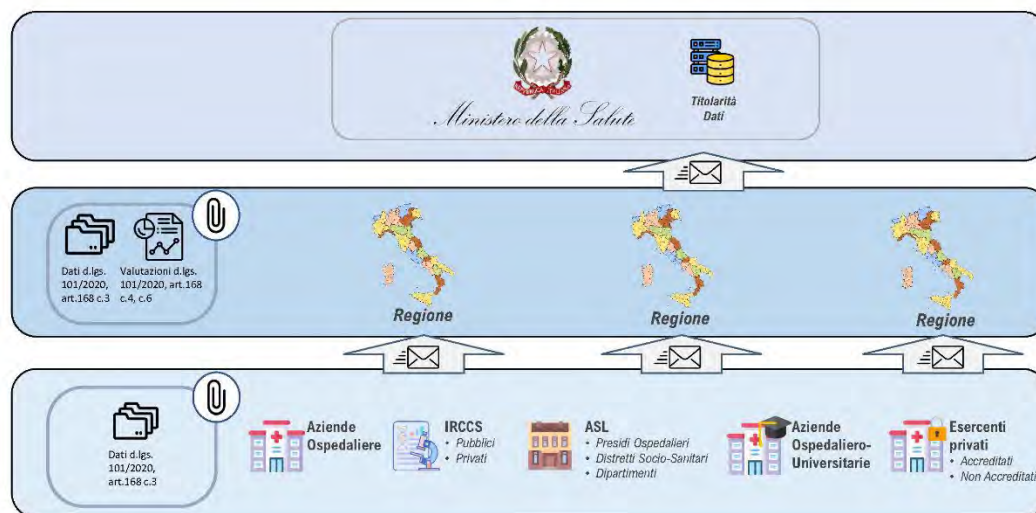 Ministero della Salute
Titolarità
Dati
Dati d.lgs.
101/2020,
art.168 c.3
Valutazioni d.lgs.
101/2020, art.168
c.4, c.6
Regione
Regione
Regione
Dati d.lgs.
101/2020,
art.168 c.3
Aziende
Ospedaliere
IRCCS
• Pubblici
• Privati
ASL
• Presidi Ospedalieri
• Distretti Socio-Sanitari
• Dipartimenti
Aziende
Ospedaliero-
Universitarie
Esercenti
privati
• Accreditati
• Non Accreditati